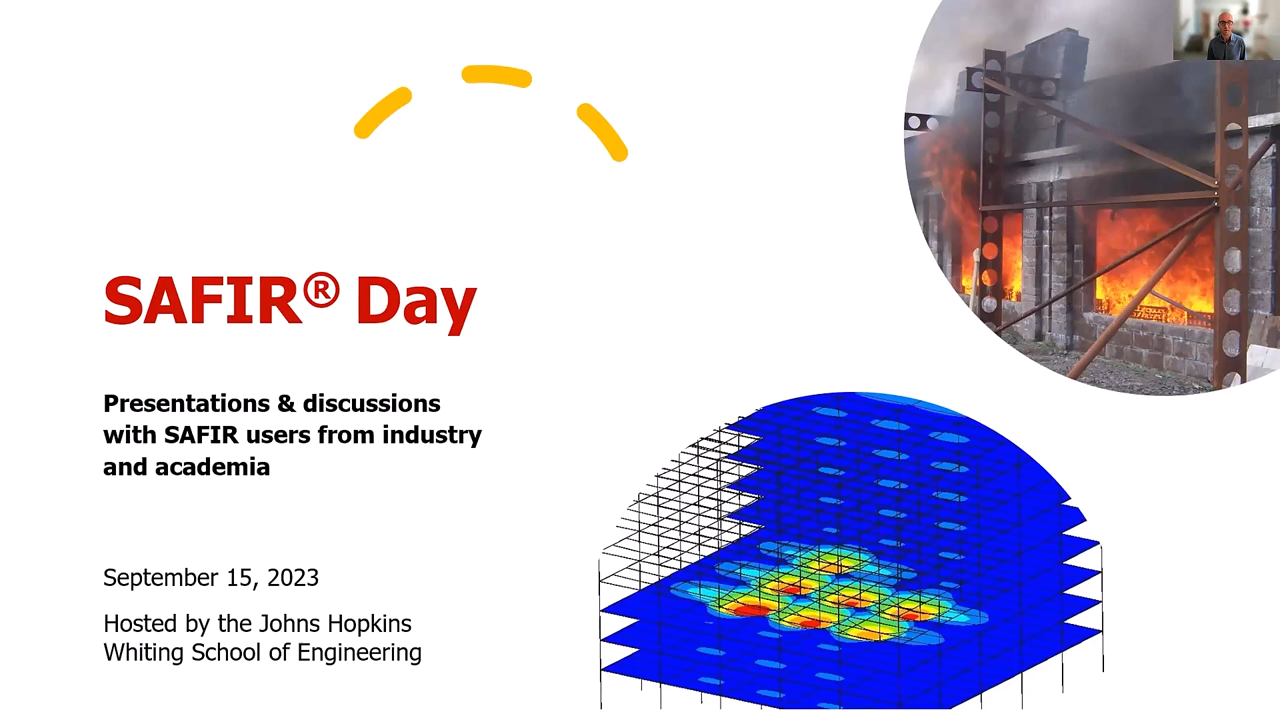 SAFIR® Day
Presentations & discussions
with SAFIR users from industry
and academia
September 15, 2023
Hosted by the Johns Hopkins
Whiting School of Engineering